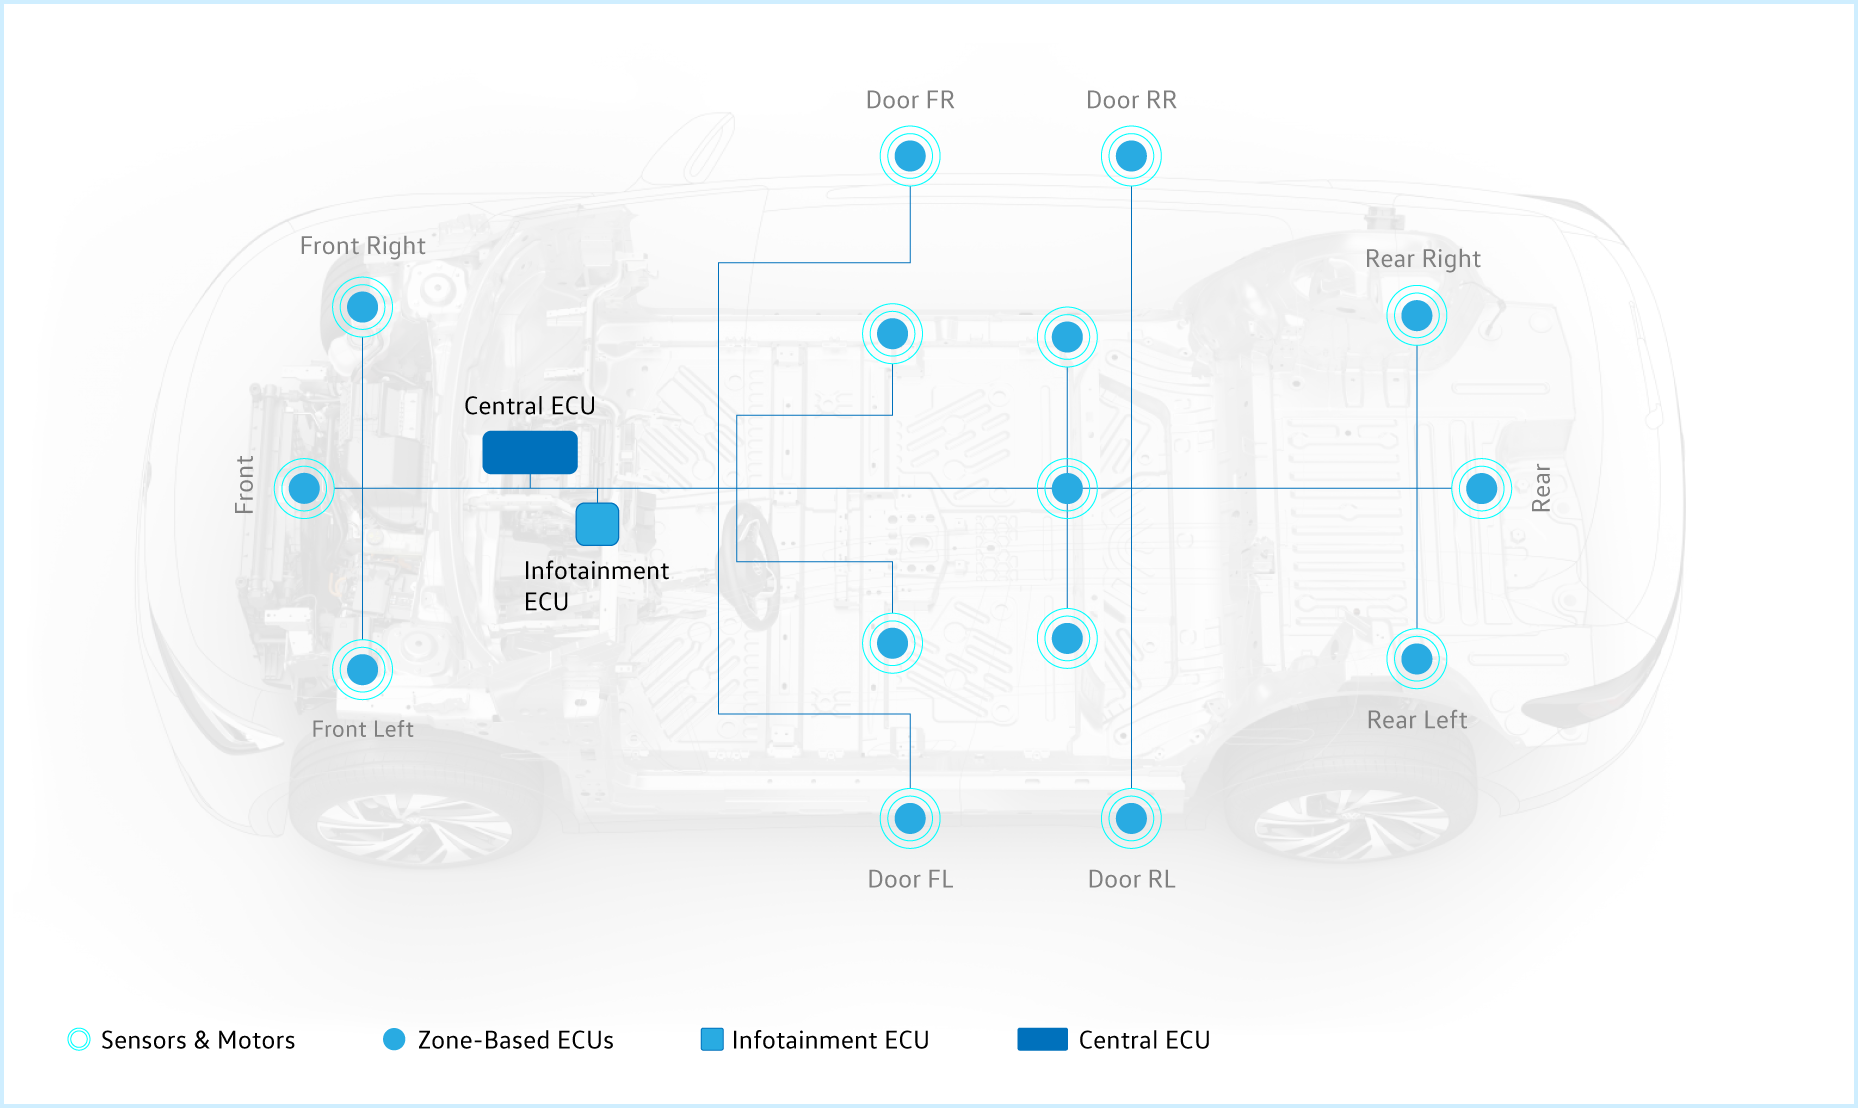 Door FR
Door RR
Front Right
Rear Right
Central ECU
Front
Rear
Infotainment
ECU
Front Left
Rear Left
Door FL
Door RL
Sensors & Motors
Zone-Based ECUs
Infotainment ECU
Central ECU